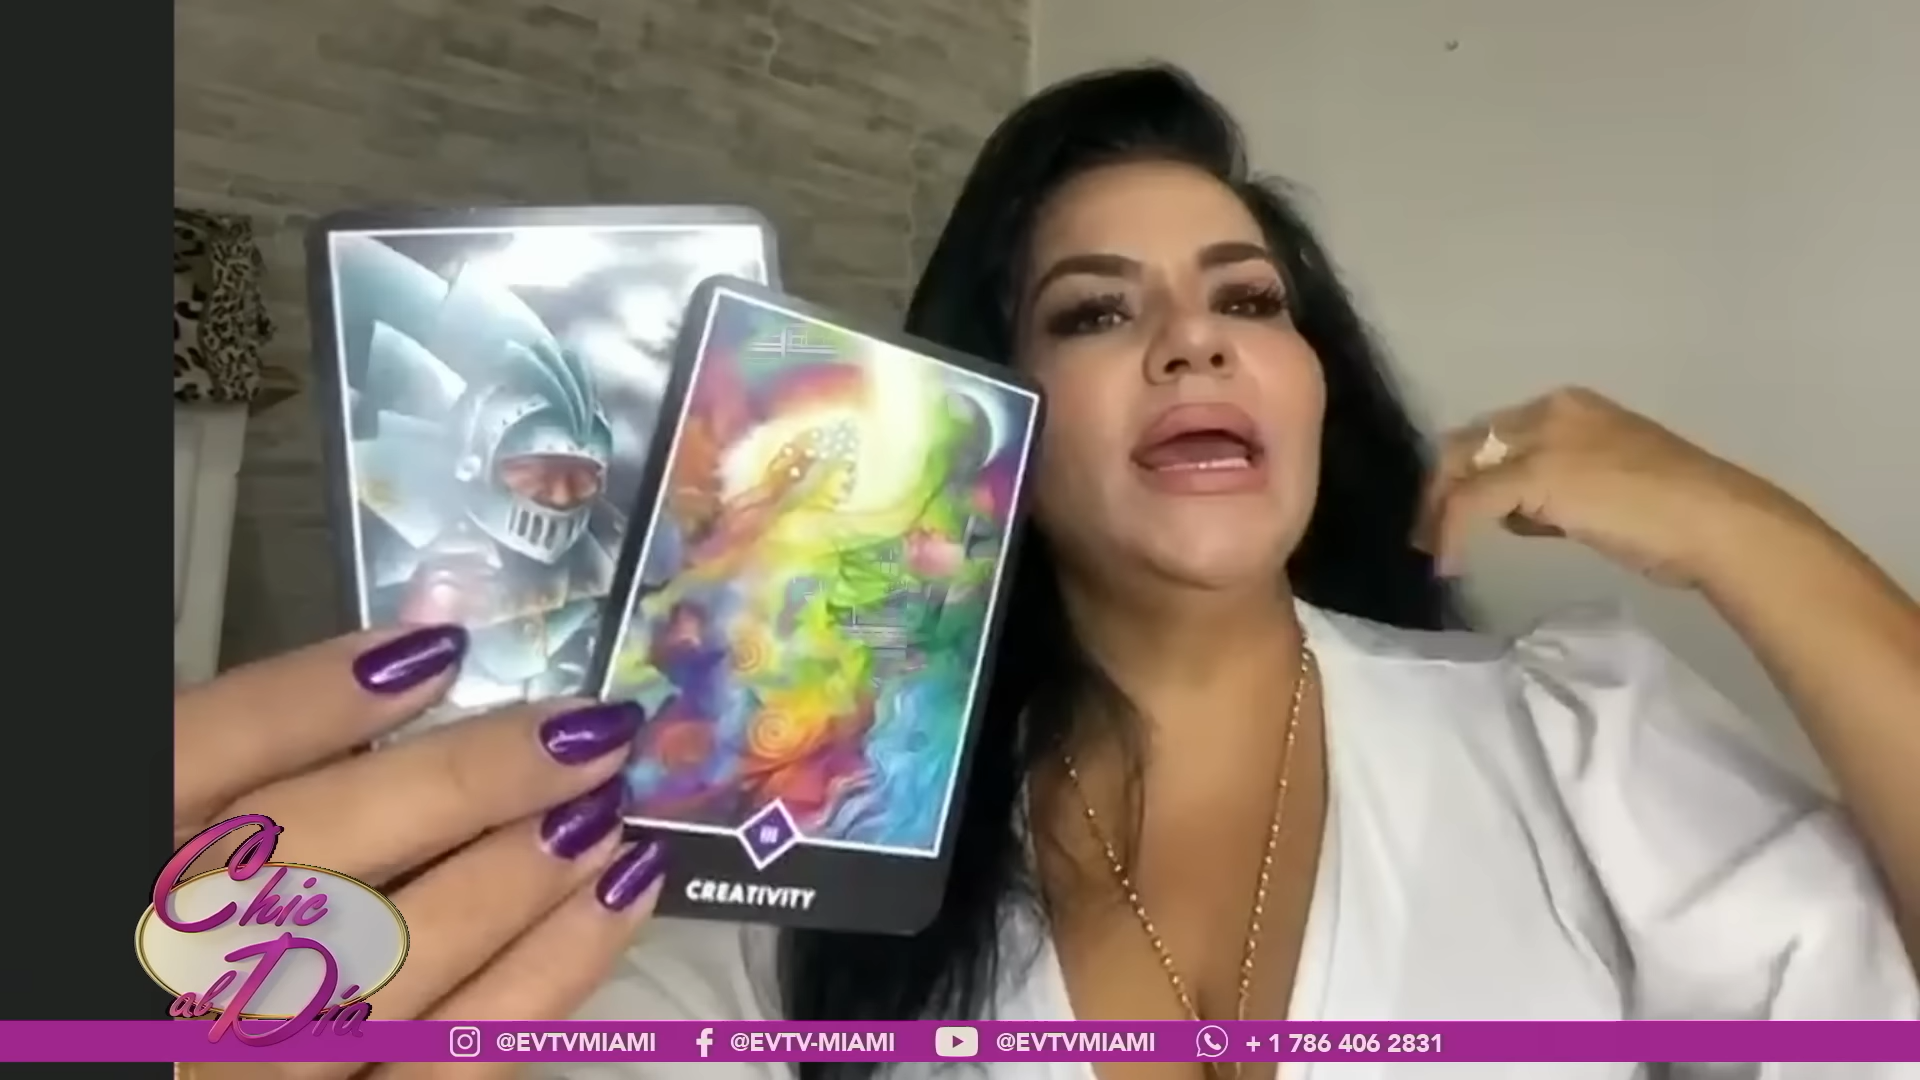 III
CREATIVITY
Chic
al Día
@EVTVMIAMI @EVTV-MIAMI @EVTVMIAMI + 1 786 406 2831